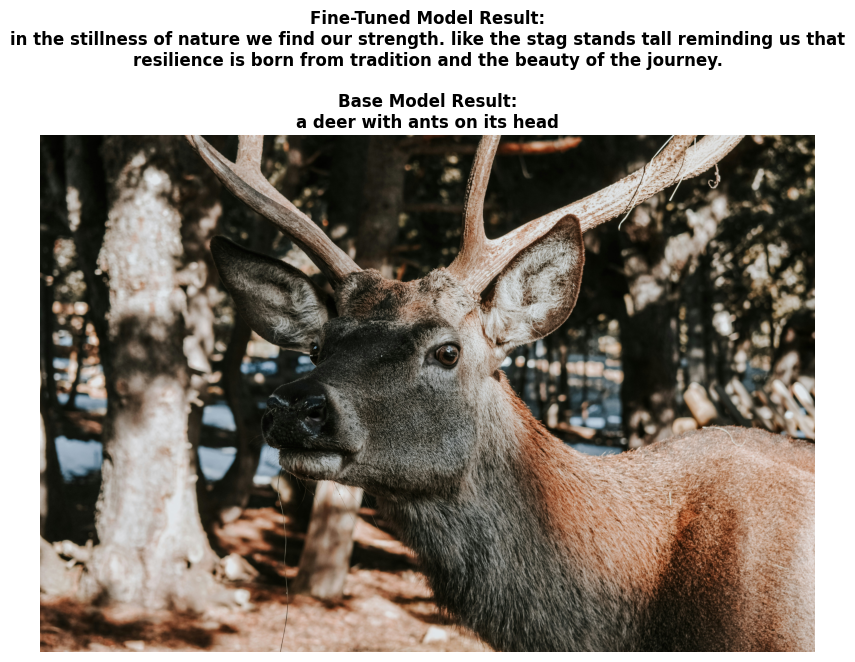 Fine-Tuned Model Result:
in the stillness of nature we find our strength. like the stag stands tall reminding us that
resilience is born from tradition and the beauty of the journey.
Base Model Result:
a deer with ants on its head